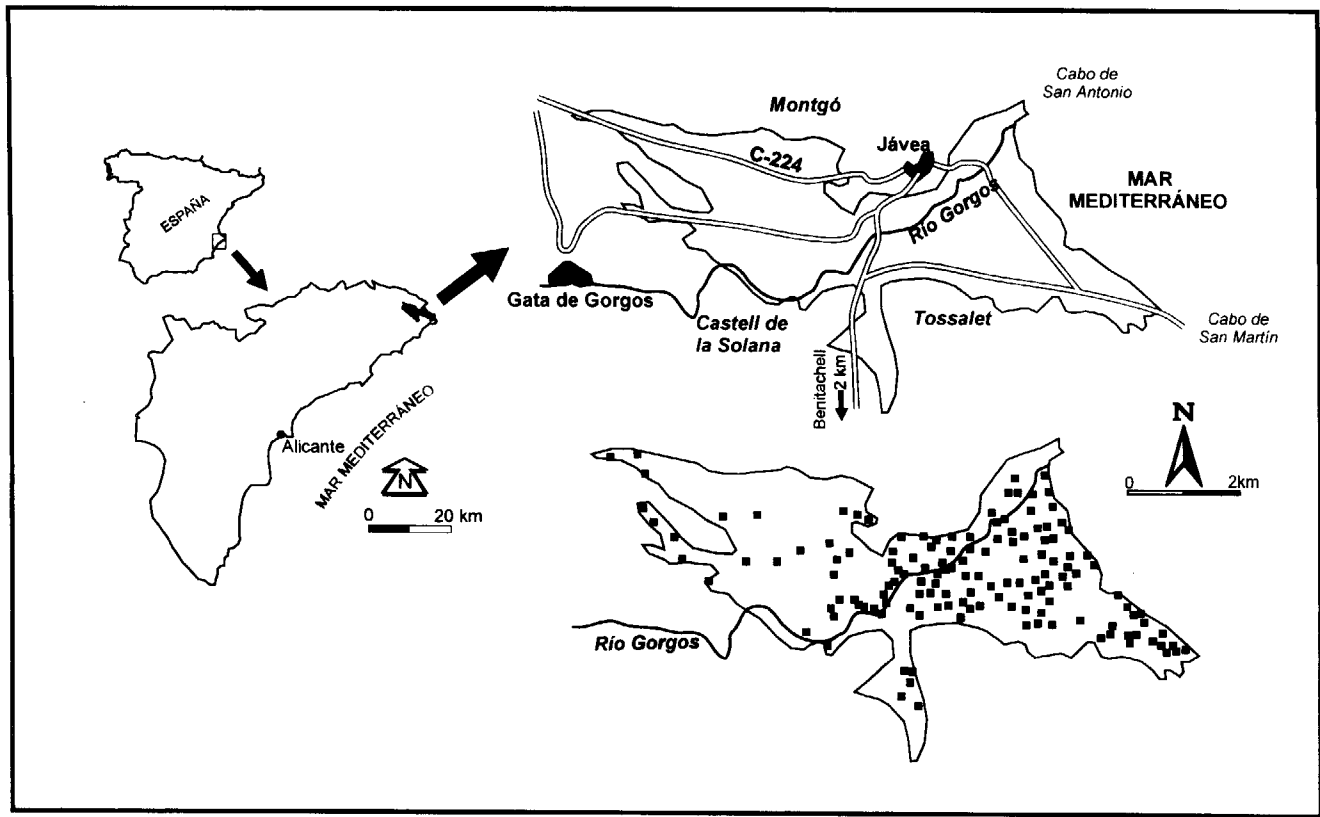 ESPAÑA
Alicante
MAR MEDITERRÁNEO
N
0 20 km
Cabo de
San Antonio
Montgó
Jávea
C-224
MAR
MEDITERRÁNEO
Río Gorgos
Gata de Gorgos
Castell de
la Solana
Tossalet
Cabo de
San Martín
Benitachell
2 km
N
0 2km
Río Gorgos